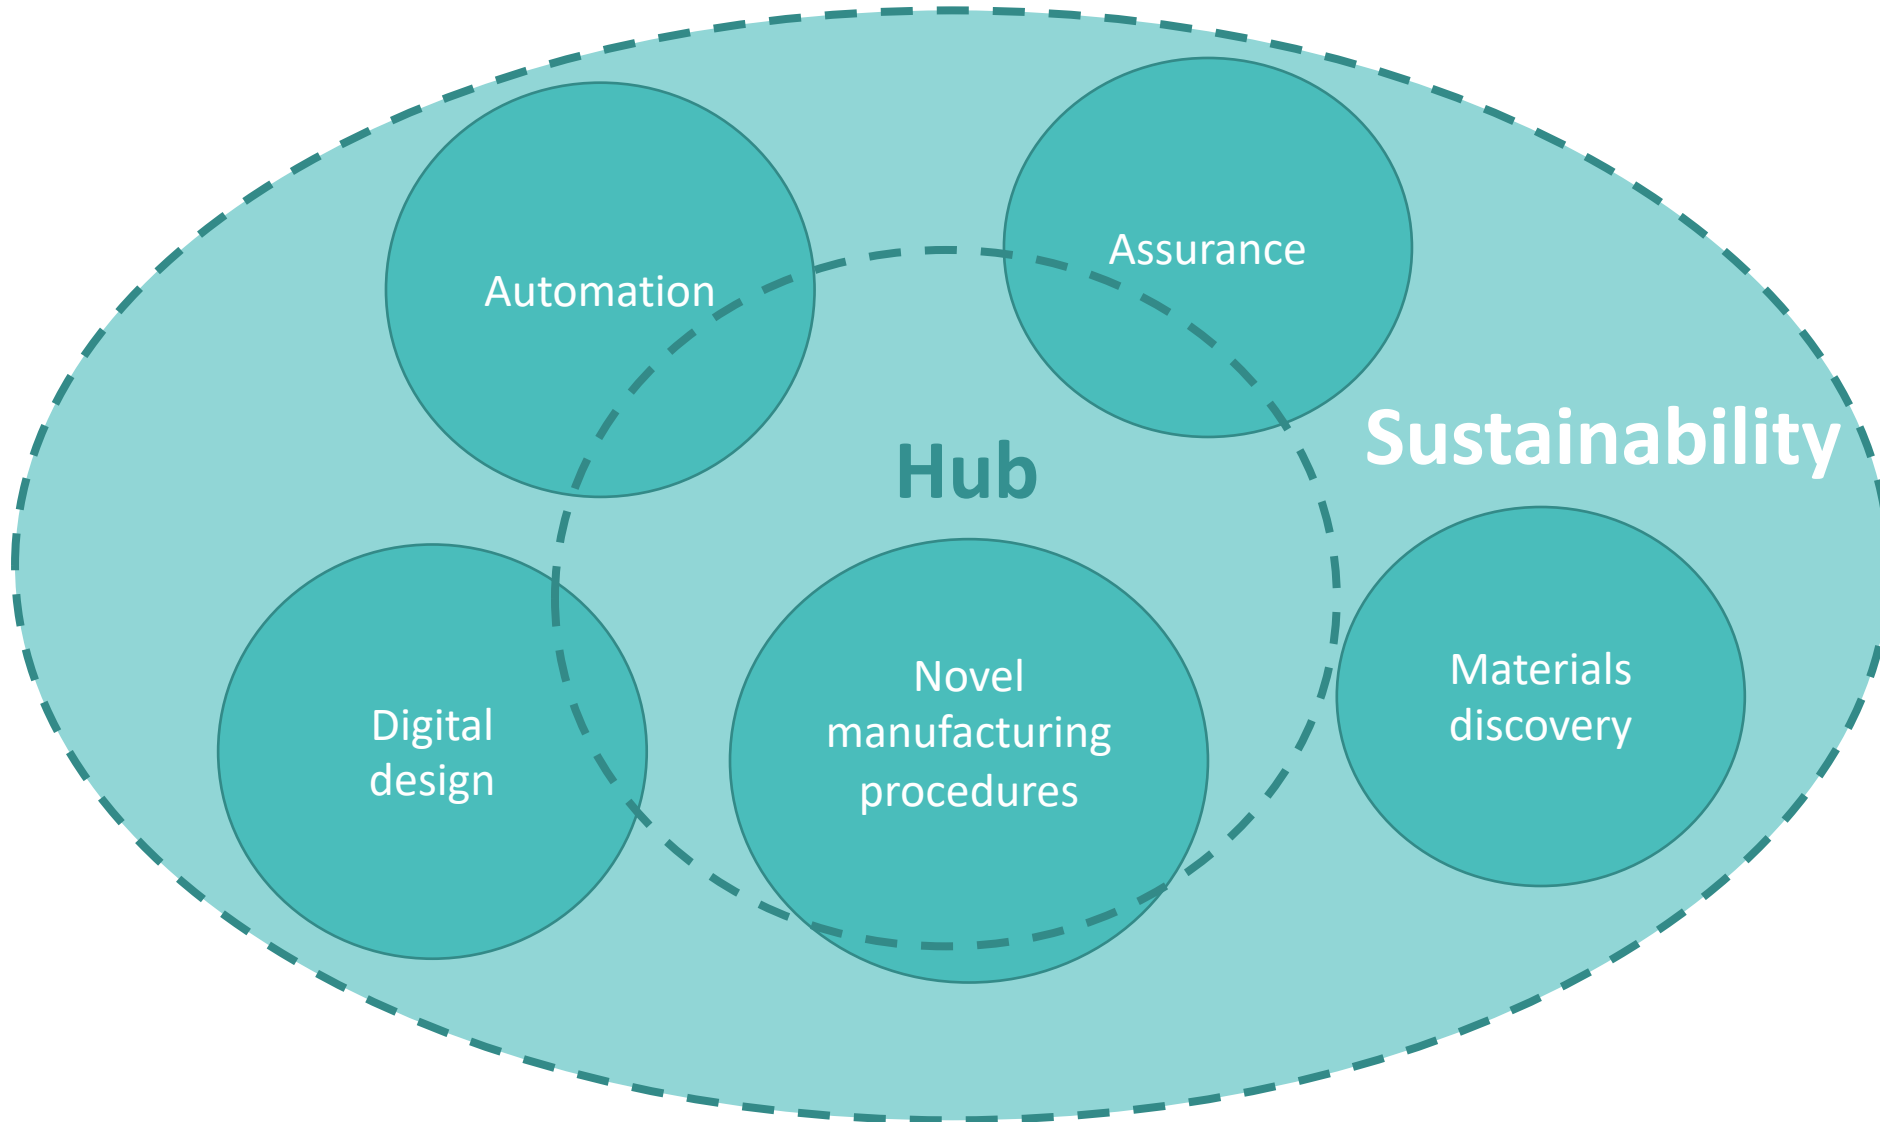 Automation
Assurance
Hub
Sustainability
Digital
design
Novel
manufacturing
procedures
Materials
discovery